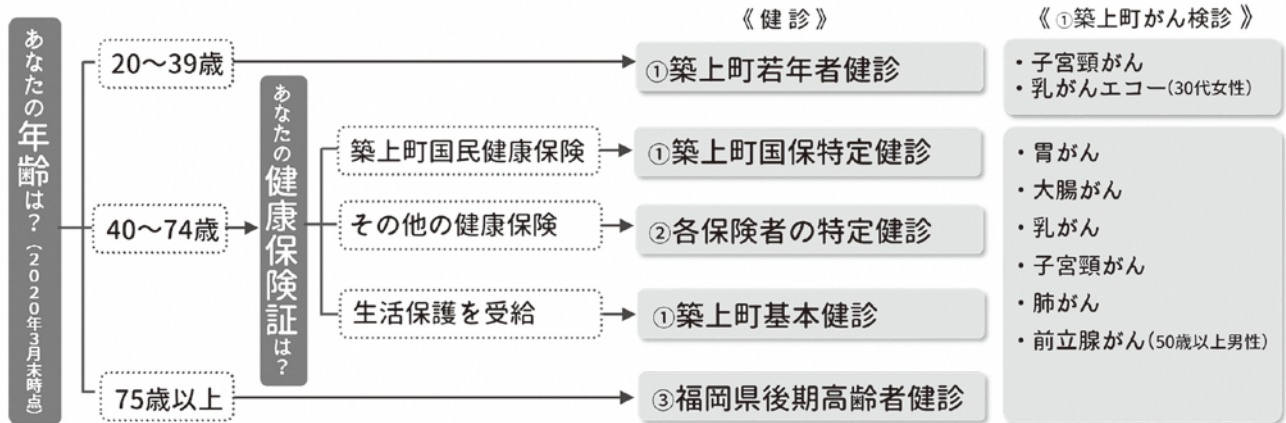 あなたの年齢は?(2020年3月末時点)
20〜39歳
40〜74歳
75歳以上
あなたの健康保険証は?
築上町国民健康保険
その他の健康保険
生活保護を受給
《健診》
①築上町若年者健診
①築上町国保特定健診
②各保険者の特定健診
①築上町基本健診
③福岡県後期高齢者健診
《①築上町がん検診》
・子宮頸がん
・乳がんエコー(30代女性)
・胃がん
・大腸がん
・乳がん
・子宮頸がん
・肺がん
・前立腺がん(50歳以上男性)